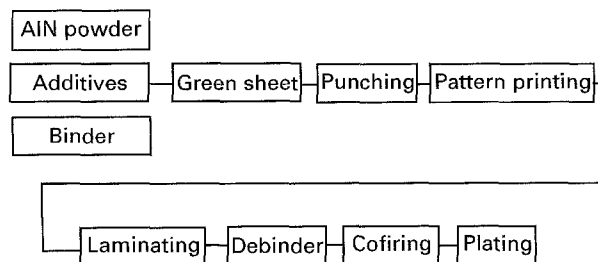 AlN powder
Additives
Green sheet
Punching
Pattern printing
Binder
Laminating
Debinder
Cofiring
Plating